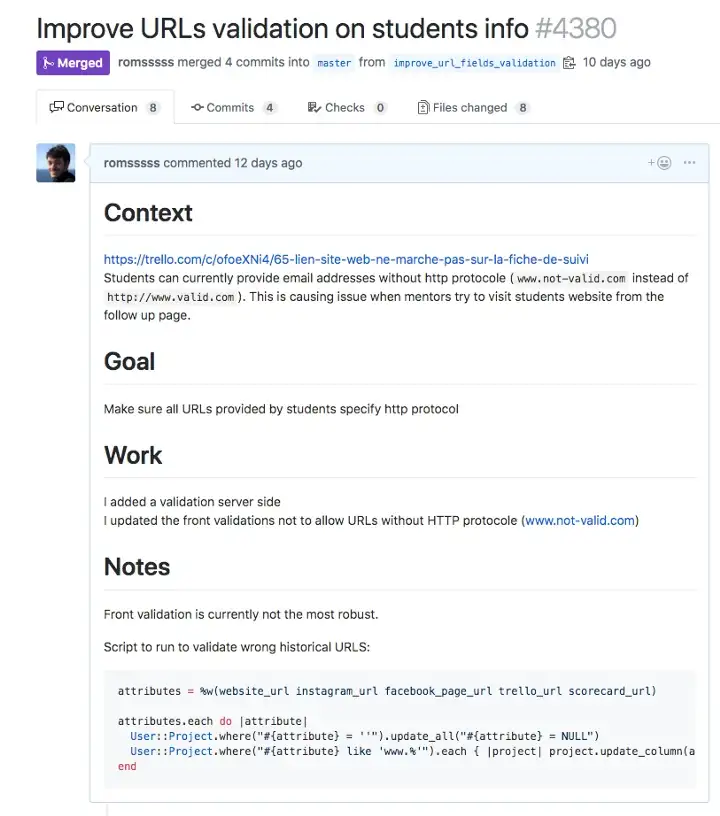 Improve URLs validation on students info #4380
Merged romsssss merged 4 commits into master from improve_url_fields_validation 10 days ago
Conversation 8 Commits 4 Checks 0 Files changed 8
romsssss commented 12 days ago
Context
https://trello.com/c/ofoeXNi4/65-lien-site-web-ne-marche-pas-sur-la-fiche-de-suivi
Students can currently provide email addresses without http protocole ( www.not-valid.com instead of
http://www.valid.com ). This is causing issue when mentors try to visit students website from the
follow up page.
Goal
Make sure all URLs provided by students specify http protocol
Work
I added a validation server side
I updated the front validations not to allow URLs without HTTP protocole (www.not-valid.com)
Notes
Front validation is currently not the most robust.
Script to run to validate wrong historical URLS:
attributes = %w(website_url instagram_url facebook_page_url trello_url scorecard_url)
attributes.each do |attribute|
User::Project.where("#{attribute} = ''").update_all("#{attribute} = NULL")
User::Project.where("#{attribute} like 'www.%'").each { |project| project.update_column(a
end